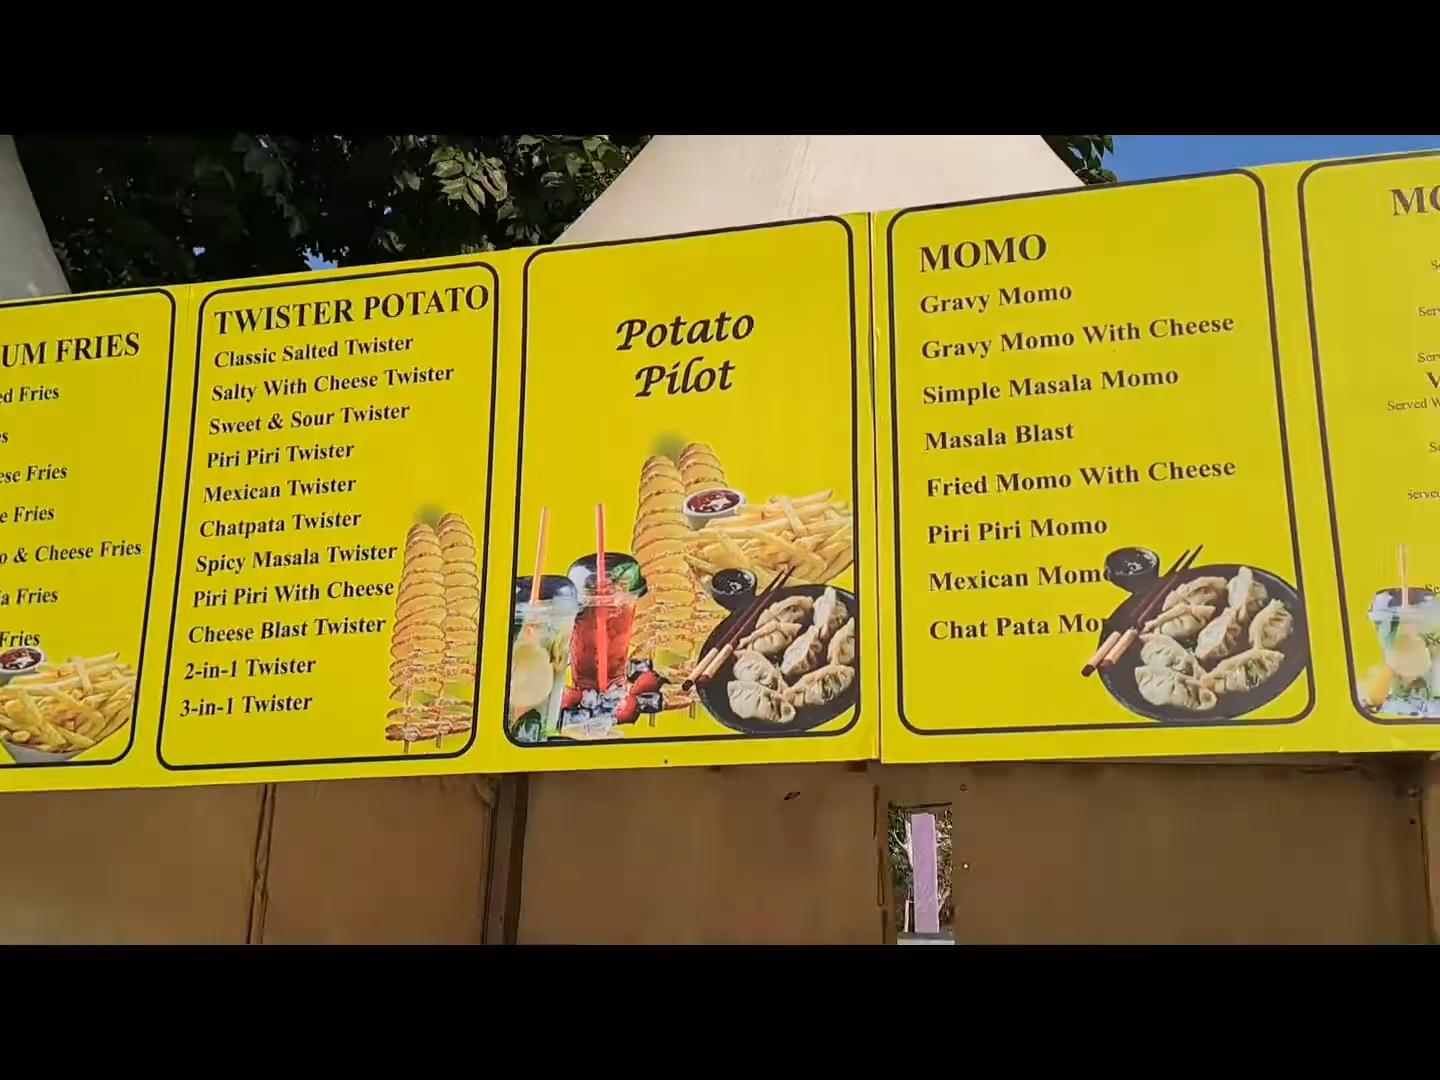 UM FRIES
ed Fries
es
ese Fries
e Fries
o & Cheese Fries
a Fries
Fries
TWISTER POTATO
Classic Salted Twister
Salty With Cheese Twister
Sweet & Sour Twister
Piri Piri Twister
Mexican Twister
Chatpata Twister
Spicy Masala Twister
Piri Piri With Cheese
Cheese Blast Twister
2-in-1 Twister
3-in-1 Twister
Potato
Pilot
MOMO
Gravy Momo
Gravy Momo With Cheese
Simple Masala Momo
Masala Blast
Fried Momo With Cheese
Piri Piri Momo
Mexican Momo
Chat Pata Mo
MO
Served W
Served